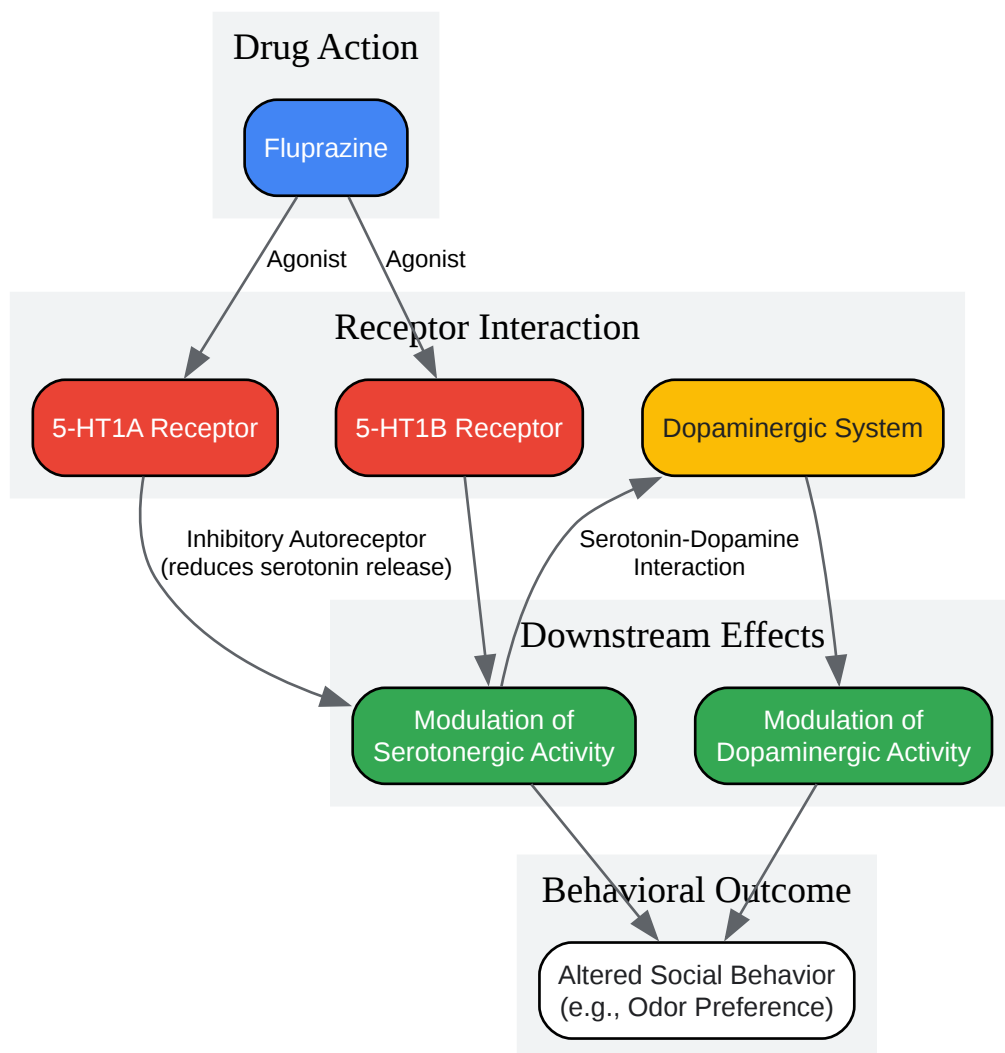 Drug Action
Fluprazine
Agonist
Agonist
Receptor Interaction
5-HT1A Receptor
5-HT1B Receptor
Dopaminergic System
Inhibitory Autoreceptor
(reduces serotonin release)
Serotonin-Dopamine
Interaction
Downstream Effects
Modulation of
Serotonergic Activity
Modulation of
Dopaminergic Activity
Behavioral Outcome
Altered Social Behavior
(e.g., Odor Preference)